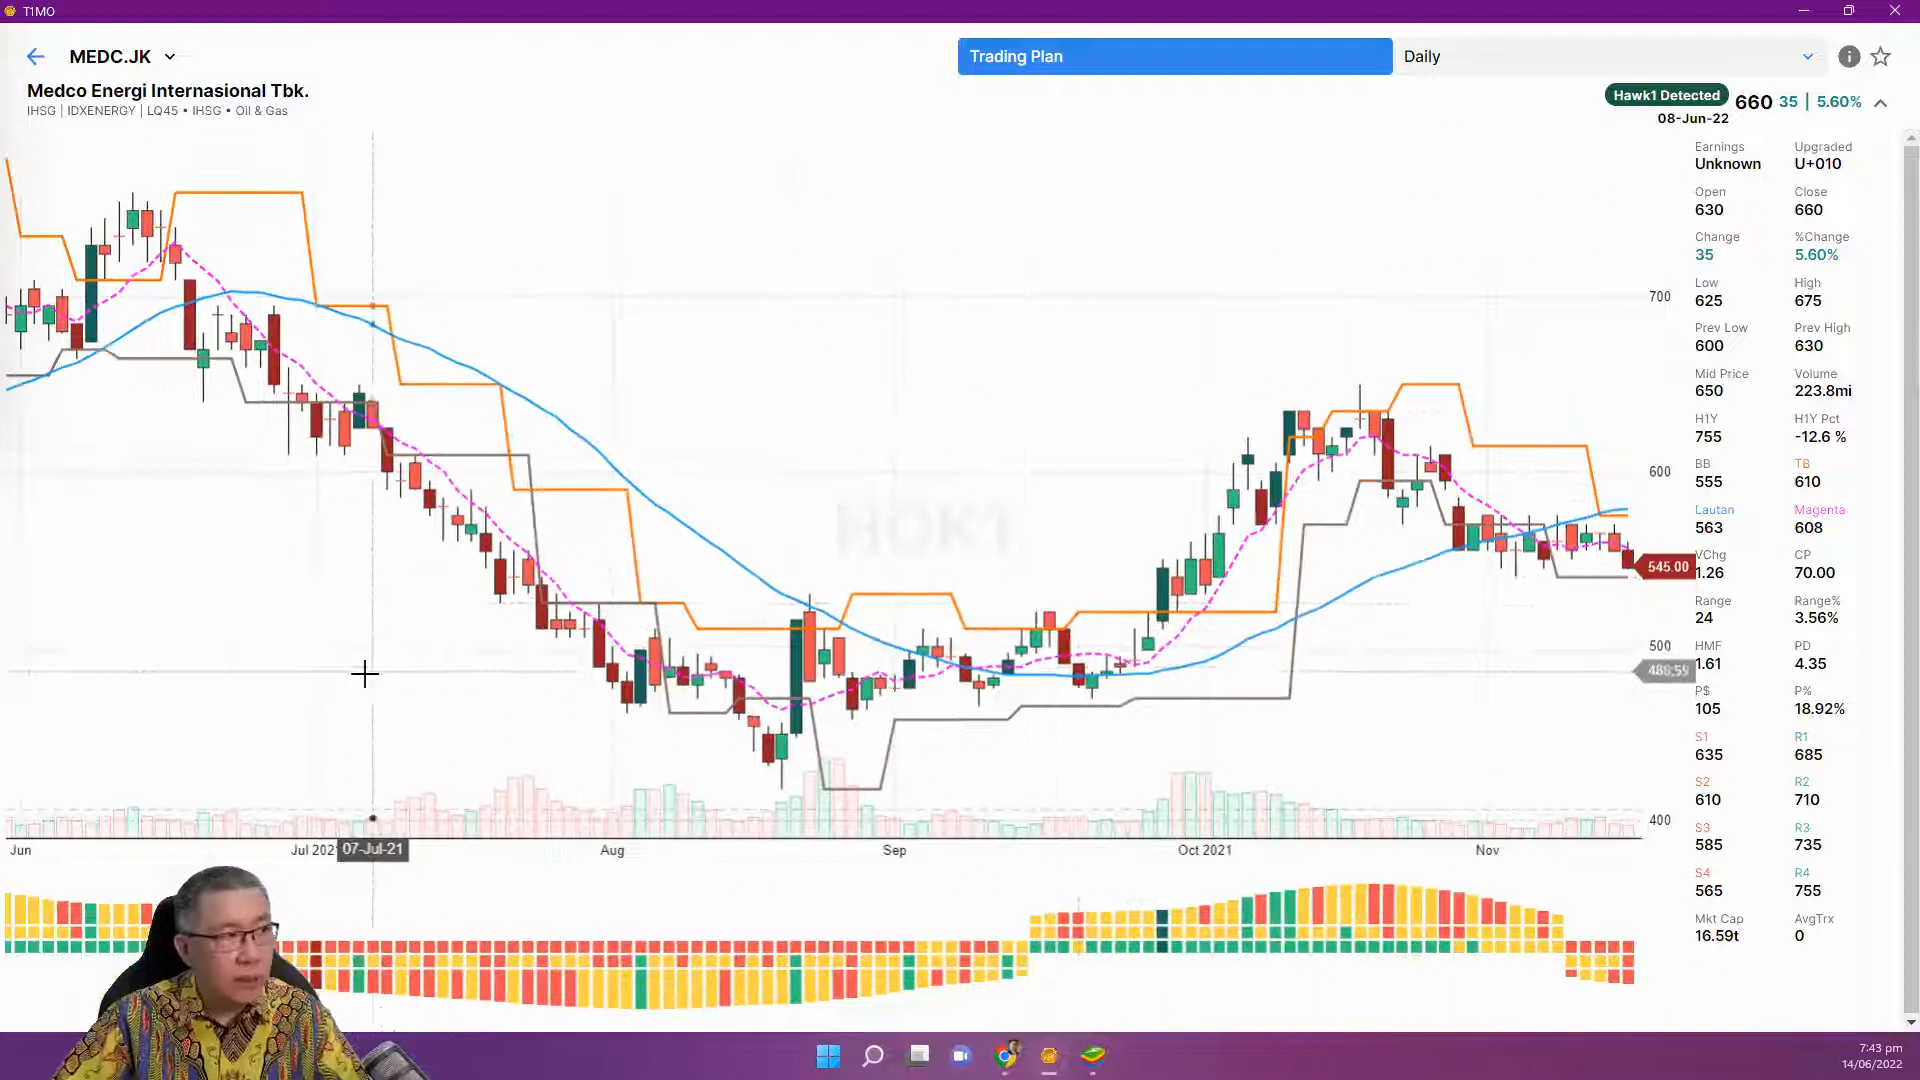 T1MO
MEDC.JK
Trading Plan
Daily
Medco Energi Internasional Tbk.
IHSG | IDXENERGY | LQ45 • IHSG • Oil & Gas
Hawk1 Detected
660 35 | 5.60%
08-Jun-22
Earnings Upgraded
Unknown U+010
Open Close
630 660
Change %Change
35 5.60%
Low High
625 675
Prev Low Prev High
600 630
Mid Price Volume
650 223.8mi
H1Y H1Y Pct
755 -12.6 %
BB TB
555 610
Lautan Magenta
563 608
VChg CP
1.26 70.00
Range Range%
24 3.56%
HMF PD
1.61 4.35
P$ P%
105 18.92%
S1 R1
635 685
S2 R2
610 710
S3 R3
585 735
S4 R4
565 755
Mkt Cap AvgTrx
16.59t 0
700
600
545.00
500
400
H0K1
Jun Jul 202 07-Jul-21 Aug Sep Oct 2021 Nov
7:43 pm
14/06/2022